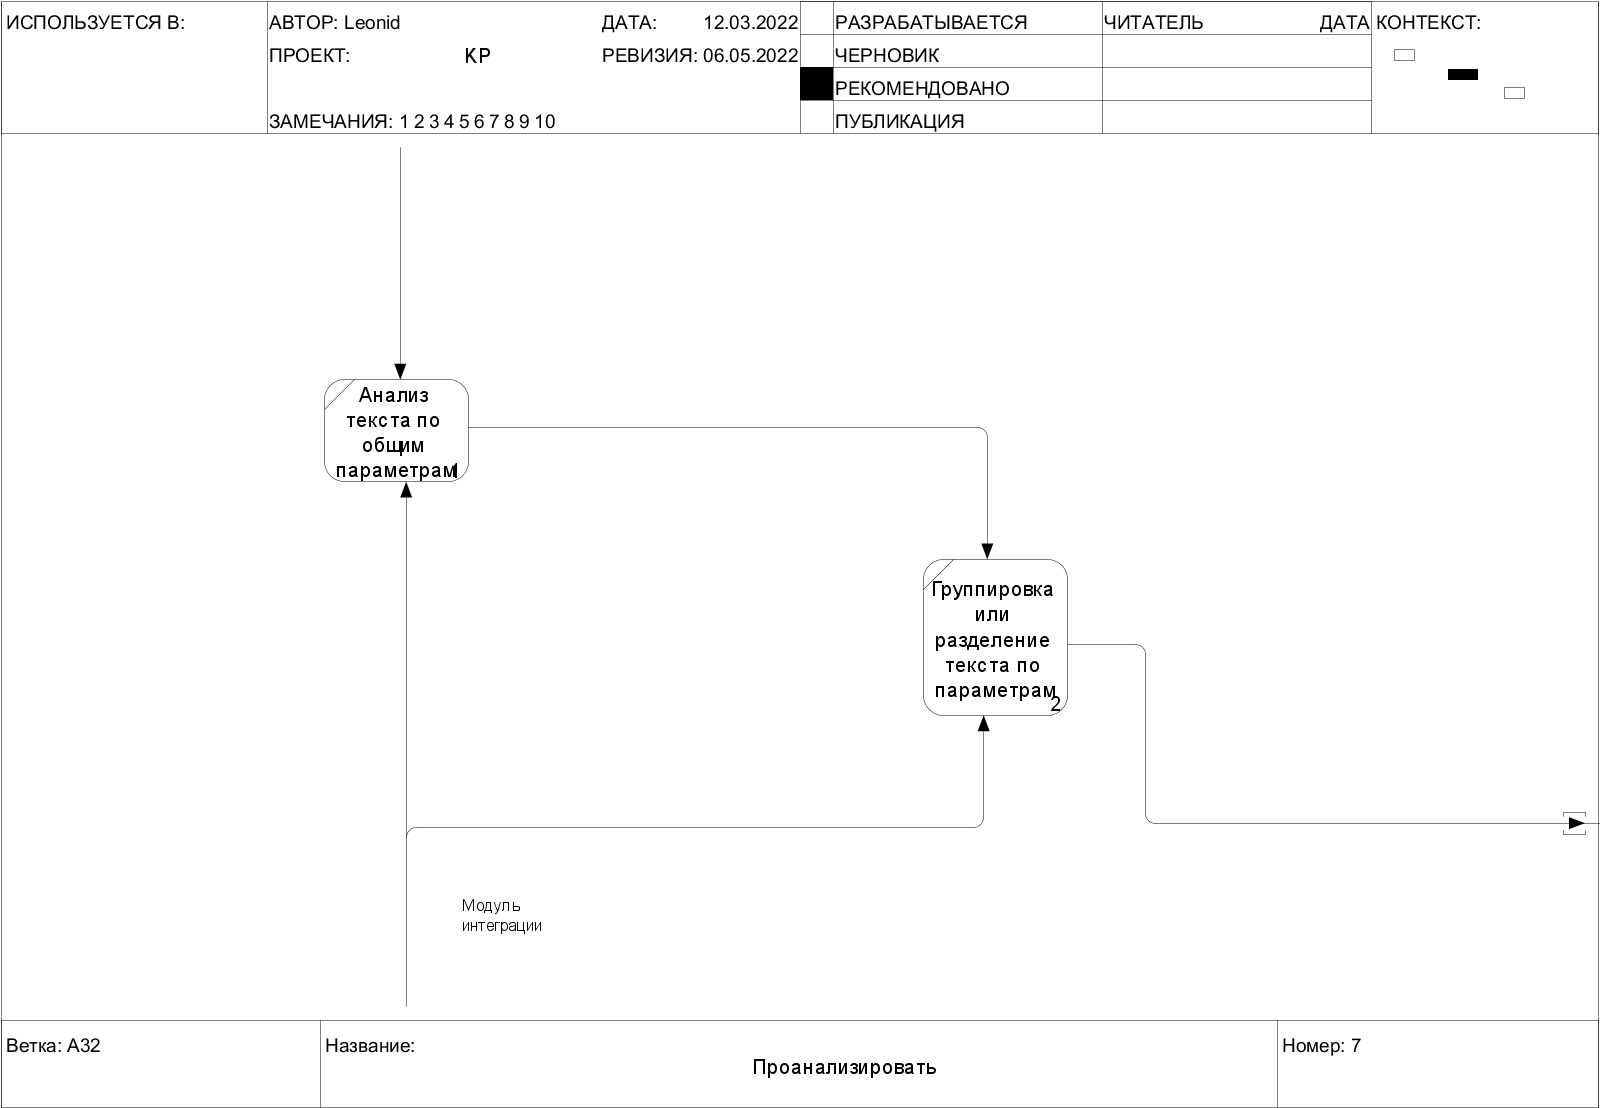 ИСПОЛЬЗУЕТСЯ В:
АВТОР: Leonid
ДАТА: 12.03.2022
ПРОЕКТ: KP
РЕВИЗИЯ: 06.05.2022
ЗАМЕЧАНИЯ: 1 2 3 4 5 6 7 8 9 10
РАЗРАБАТЫВАЕТСЯ
ЧЕРНОВИК
РЕКОМЕНДОВАНО
ПУБЛИКАЦИЯ
ЧИТАТЕЛЬ ДАТА
КОНТЕКСТ:
Анализ
текста по
общим
параметрам
1
Группировка
или
разделение
текста по
параметрам
2
Модуль
интеграции
Ветка: A32
Название:
Проанализировать
Номер: 7